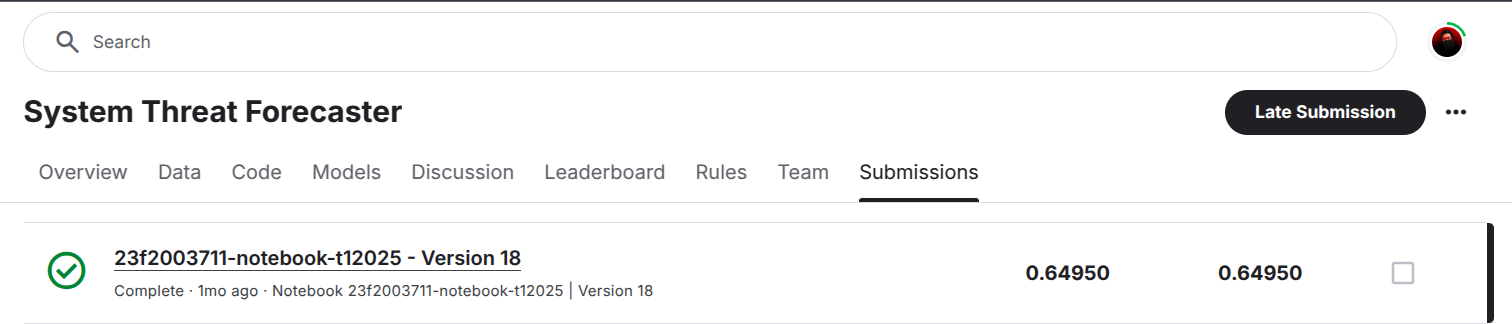 Search
System Threat Forecaster
Late Submission
Overview Data Code Models Discussion Leaderboard Rules Team Submissions
23f2003711-notebook-t12025 - Version 18
Complete · 1mo ago · Notebook 23f2003711-notebook-t12025 | Version 18
0.64950 0.64950